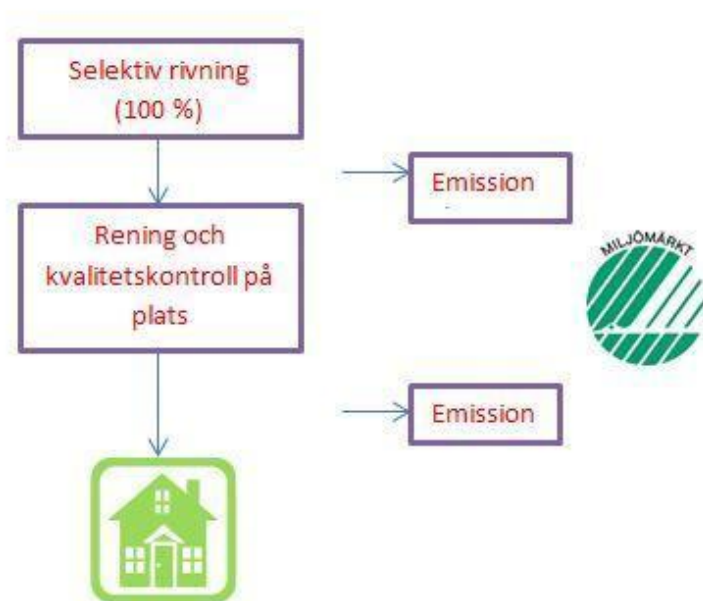 Selektiv rivning
(100 %)
Emission
Rening och
kvalitetskontroll på
plats
MILJÖMÄRKT
Emission